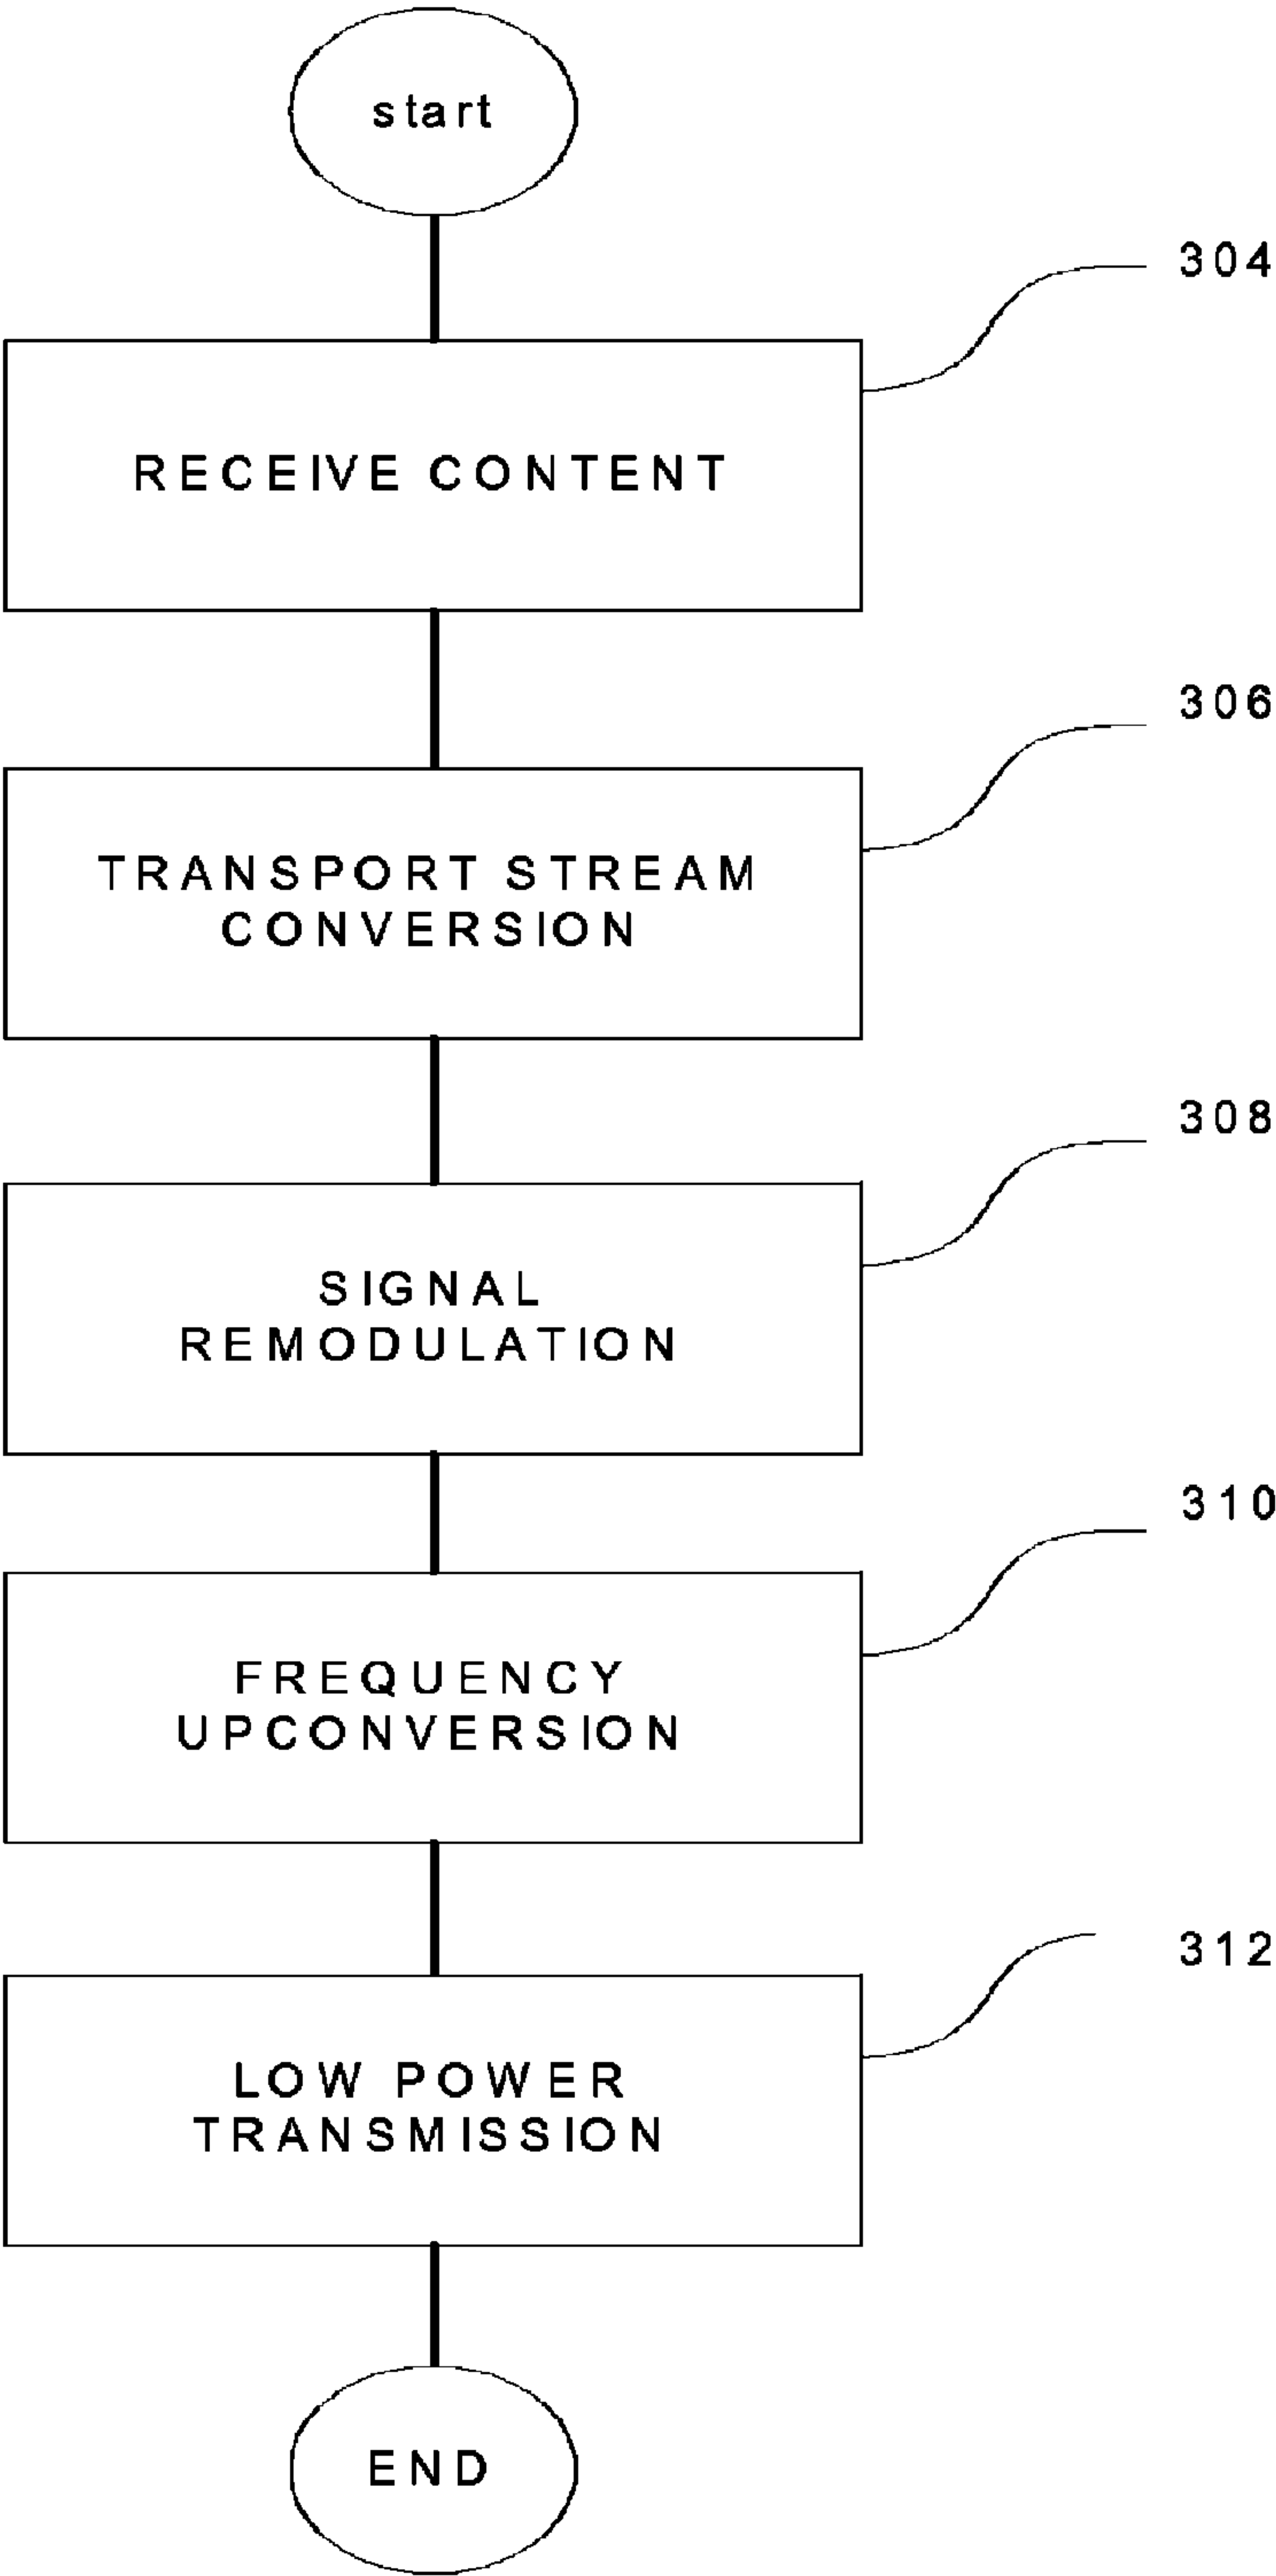 start
304
RECEIVE CONTENT
306
TRANSPORT STREAM
CONVERSION
308
SIGNAL
REMODULATION
310
FREQUENCY
UPCONVERSION
312
LOW POWER
TRANSMISSION
END